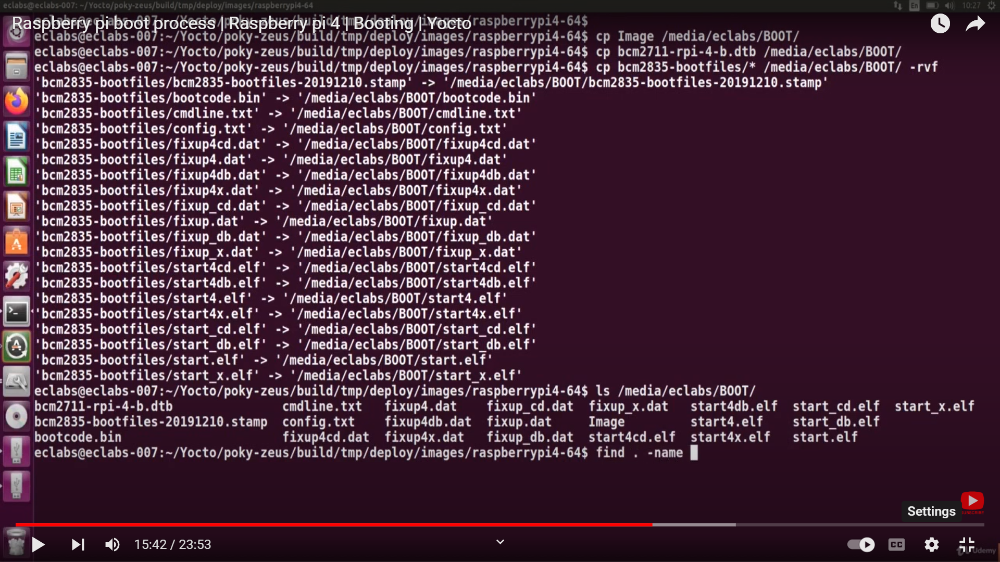 eclabs@eclabs-007: ~/Yocto/poky-zeus/build/tmp/deploy/images/raspberrypi4-64
En
10:27
Raspberry pi boot process | Raspberry pi 4 | Booting | Yocto
eclabs@eclabs-007:~/Yocto/poky-zeus/build/tmp/deploy/images/raspberrypi4-64$
eclabs@eclabs-007:~/Yocto/poky-zeus/build/tmp/deploy/images/raspberrypi4-64$ cp Image /media/eclabs/BOOT/
eclabs@eclabs-007:~/Yocto/poky-zeus/build/tmp/deploy/images/raspberrypi4-64$ cp bcm2711-rpi-4-b.dtb /media/eclabs/BOOT/
eclabs@eclabs-007:~/Yocto/poky-zeus/build/tmp/deploy/images/raspberrypi4-64$ cp bcm2835-bootfiles/* /media/eclabs/BOOT/ -rvf
'bcm2835-bootfiles/bcm2835-bootfiles-20191210.stamp' -> '/media/eclabs/BOOT/bcm2835-bootfiles-20191210.stamp'
'bcm2835-bootfiles/bootcode.bin' -> '/media/eclabs/BOOT/bootcode.bin'
'bcm2835-bootfiles/cmdline.txt' -> '/media/eclabs/BOOT/cmdline.txt'
'bcm2835-bootfiles/config.txt' -> '/media/eclabs/BOOT/config.txt'
'bcm2835-bootfiles/fixup4cd.dat' -> '/media/eclabs/BOOT/fixup4cd.dat'
'bcm2835-bootfiles/fixup4.dat' -> '/media/eclabs/BOOT/fixup4.dat'
'bcm2835-bootfiles/fixup4db.dat' -> '/media/eclabs/BOOT/fixup4db.dat'
'bcm2835-bootfiles/fixup4x.dat' -> '/media/eclabs/BOOT/fixup4x.dat'
'bcm2835-bootfiles/fixup_cd.dat' -> '/media/eclabs/BOOT/fixup_cd.dat'
'bcm2835-bootfiles/fixup.dat' -> '/media/eclabs/BOOT/fixup.dat'
'bcm2835-bootfiles/fixup_db.dat' -> '/media/eclabs/BOOT/fixup_db.dat'
'bcm2835-bootfiles/fixup_x.dat' -> '/media/eclabs/BOOT/fixup_x.dat'
'bcm2835-bootfiles/start4cd.elf' -> '/media/eclabs/BOOT/start4cd.elf'
'bcm2835-bootfiles/start4db.elf' -> '/media/eclabs/BOOT/start4db.elf'
'bcm2835-bootfiles/start4.elf' -> '/media/eclabs/BOOT/start4.elf'
'bcm2835-bootfiles/start4x.elf' -> '/media/eclabs/BOOT/start4x.elf'
'bcm2835-bootfiles/start_cd.elf' -> '/media/eclabs/BOOT/start_cd.elf'
'bcm2835-bootfiles/start_db.elf' -> '/media/eclabs/BOOT/start_db.elf'
'bcm2835-bootfiles/start.elf' -> '/media/eclabs/BOOT/start.elf'
'bcm2835-bootfiles/start_x.elf' -> '/media/eclabs/BOOT/start_x.elf'
eclabs@eclabs-007:~/Yocto/poky-zeus/build/tmp/deploy/images/raspberrypi4-64$ ls /media/eclabs/BOOT/
bcm2711-rpi-4-b.dtb cmdline.txt fixup4.dat fixup_cd.dat fixup_x.dat start4db.elf start_cd.elf start_x.elf
bcm2835-bootfiles-20191210.stamp config.txt fixup4db.dat fixup.dat Image start4.elf start_db.elf
bootcode.bin fixup4cd.dat fixup4x.dat fixup_db.dat start4cd.elf start4x.elf start.elf
eclabs@eclabs-007:~/Yocto/poky-zeus/build/tmp/deploy/images/raspberrypi4-64$ find . -name
Settings
SUBSCRIBE
15:42 / 23:53
CC
Udemy